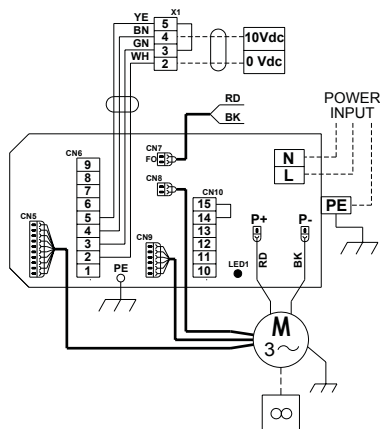 X1
YE 5
BN 4
GN 3
WH 2
10Vdc
0 Vdc
RD
BK
POWER
INPUT
CN7
FO
CN6
9
8
7
6
5
4
3
2
1
CN8
N
L
PE
CN10
15
14
13
12
11
10
P+
P-
CN5
CN9
LED1
PE
RD
BK
M
3~
8